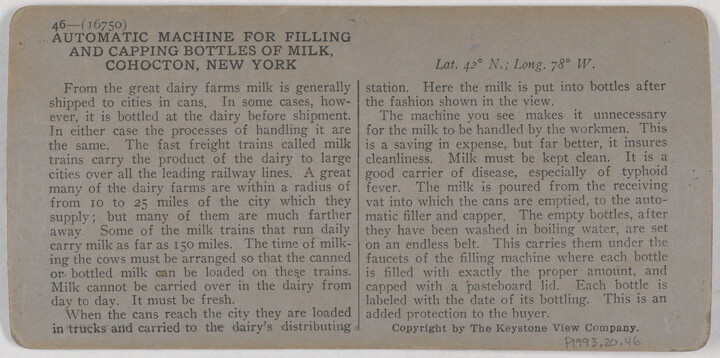 46—(16750)
AUTOMATIC MACHINE FOR FILLING
AND CAPPING BOTTLES OF MILK,
COHOCTON, NEW YORK
From the great dairy farms milk is generally
shipped to cities in cans. In some cases, how-
ever, it is bottled at the dairy before shipment.
In either case the processes of handling it are
the same. The fast freight trains called milk
trains carry the product of the dairy to large
cities over all the leading railway lines. A great
many of the dairy farms are within a radius of
from 10 to 25 miles of the city which they
supply; but many of them are much farther
away. Some of the milk trains that run daily
carry milk as far as 150 miles. The time of milk-
ing the cows must be arranged so that the canned
or bottled milk can be loaded on these trains.
Milk cannot be carried over in the dairy from
day to day. It must be fresh.
When the cans reach the city they are loaded
in trucks and carried to the dairy's distributing
Lat. 42° N.; Long. 78° W.
station. Here the milk is put into bottles after
the fashion shown in the view.
The machine you see makes it unnecessary
for the milk to be handled by the workmen. This
is a saving in expense, but far better, it insures
cleanliness. Milk must be kept clean. It is a
good carrier of disease, especially of typhoid
fever. The milk is poured from the receiving
vat into which the cans are emptied, to the auto-
matic filler and capper. The empty bottles, after
they have been washed in boiling water, are set
on an endless belt. This carries them under the
faucets of the filling machine where each bottle
is filled with exactly the proper amount, and
capped with a pasteboard lid. Each bottle is
labeled with the date of its bottling. This is an
added protection to the buyer.
Copyright by The Keystone View Company.
P1993.20.46